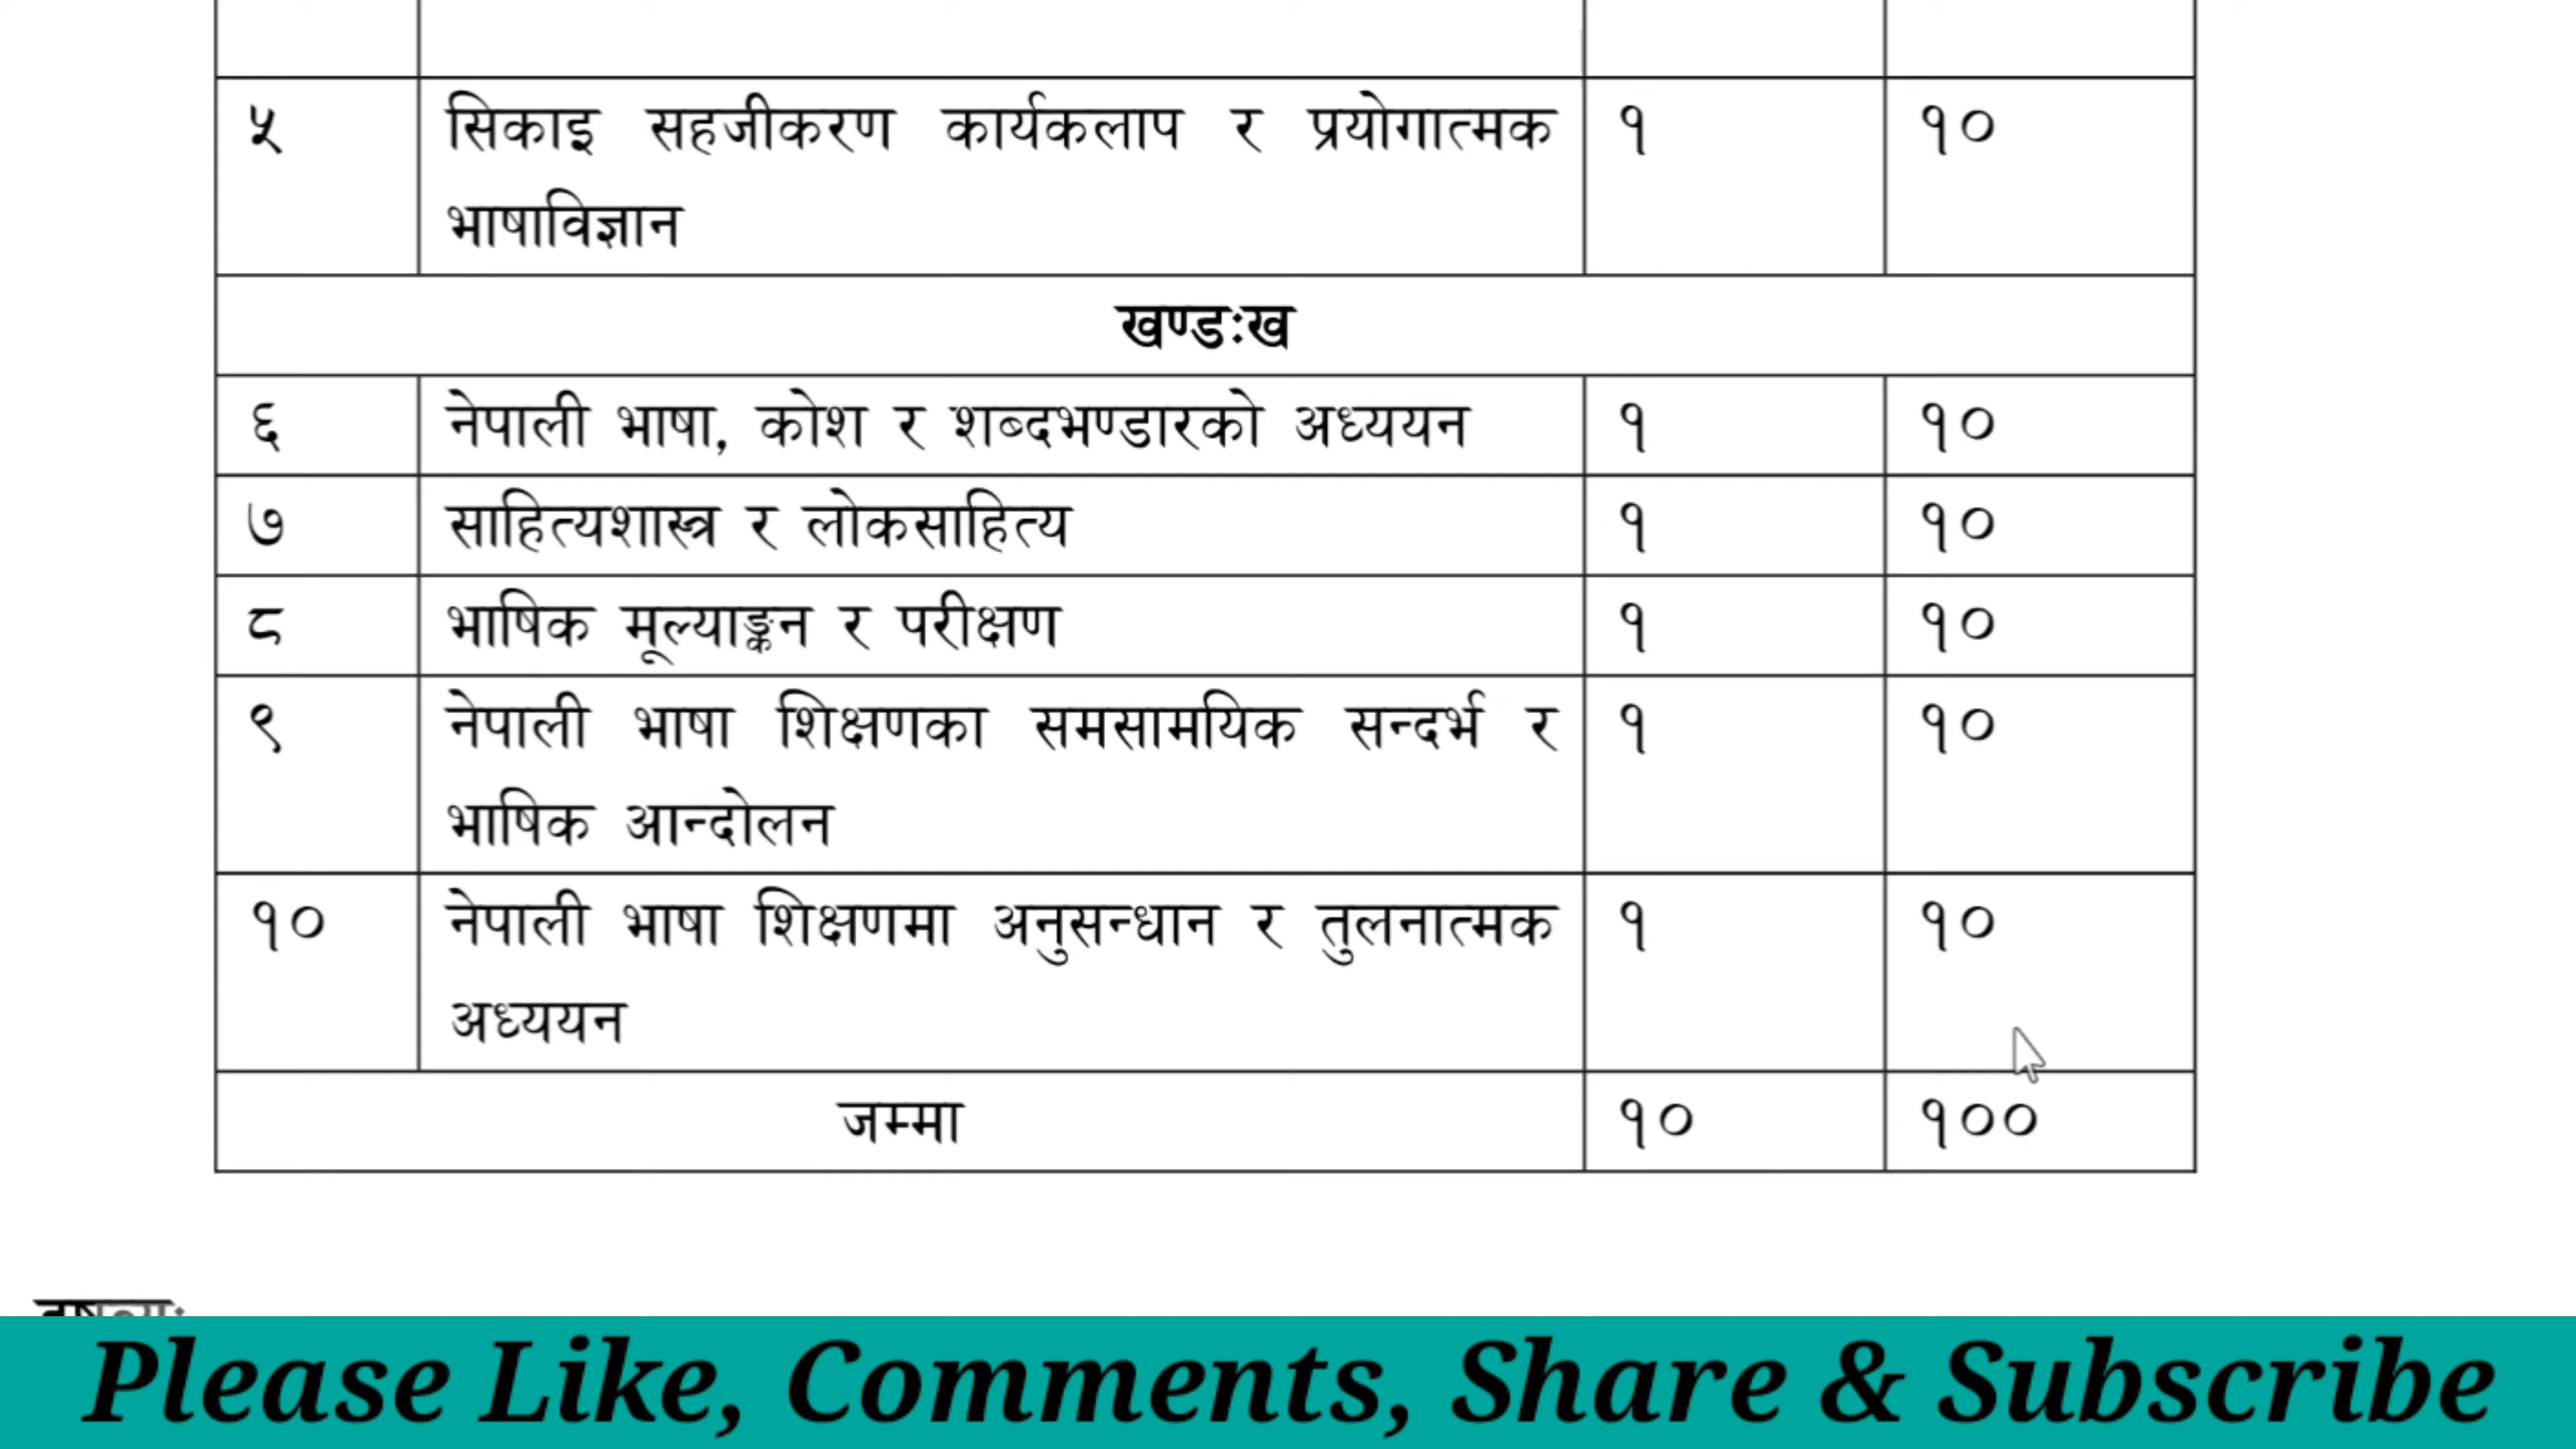 ५ सिकाइ सहजीकरण कार्यकलाप र प्रयोगात्मक १ १०
भाषाविज्ञान
खण्डःख
६ नेपाली भाषा, कोश र शब्दभण्डारको अध्ययन १ १०
७ साहित्यशास्त्र र लोकसाहित्य १ १०
८ भाषिक मूल्याङ्कन र परीक्षण १ १०
९ नेपाली भाषा शिक्षणका समसामयिक सन्दर्भ र १ १०
भाषिक आन्दोलन
१० नेपाली भाषा शिक्षणमा अनुसन्धान र तुलनात्मक १ १०
अध्ययन
जम्मा १० १००
Please Like, Comments, Share & Subscribe